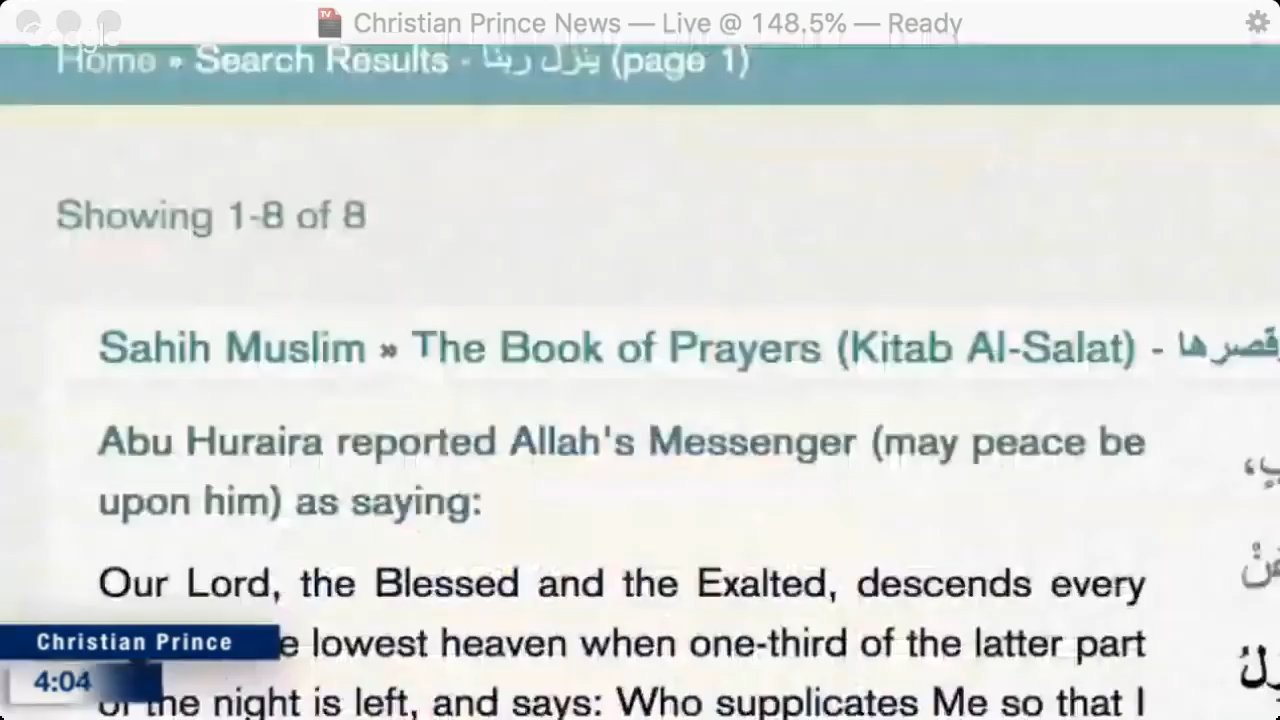 Christian Prince News — Live @ 148.5% — Ready
Google
Home » Search Results - ينزل ربنا (page 1)
Showing 1-8 of 8
Sahih Muslim » The Book of Prayers (Kitab Al-Salat) - قصرها
Abu Huraira reported Allah's Messenger (may peace be
upon him) as saying:
Our Lord, the Blessed and the Exalted, descends every
lowest heaven when one-third of the latter part
of the night is left, and says: Who supplicates Me so that I
Christian Prince
4:04